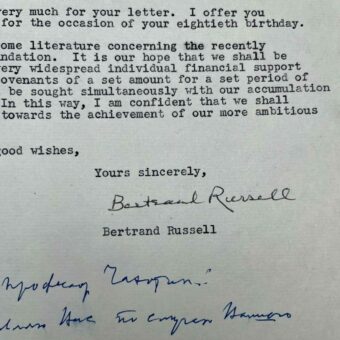 very much for your letter. I offer you
for the occasion of your eightieth birthday.
ome literature concerning the recently
ndation. It is our hope that we shall be
very widespread individual financial support
ovenants of a set amount for a set period of
be sought simultaneously with our accumulation
In this way, I am confident that we shall
towards the achievement of our more ambitious
good wishes,
Yours sincerely,
Bertrand Russell
Bertrand Russell